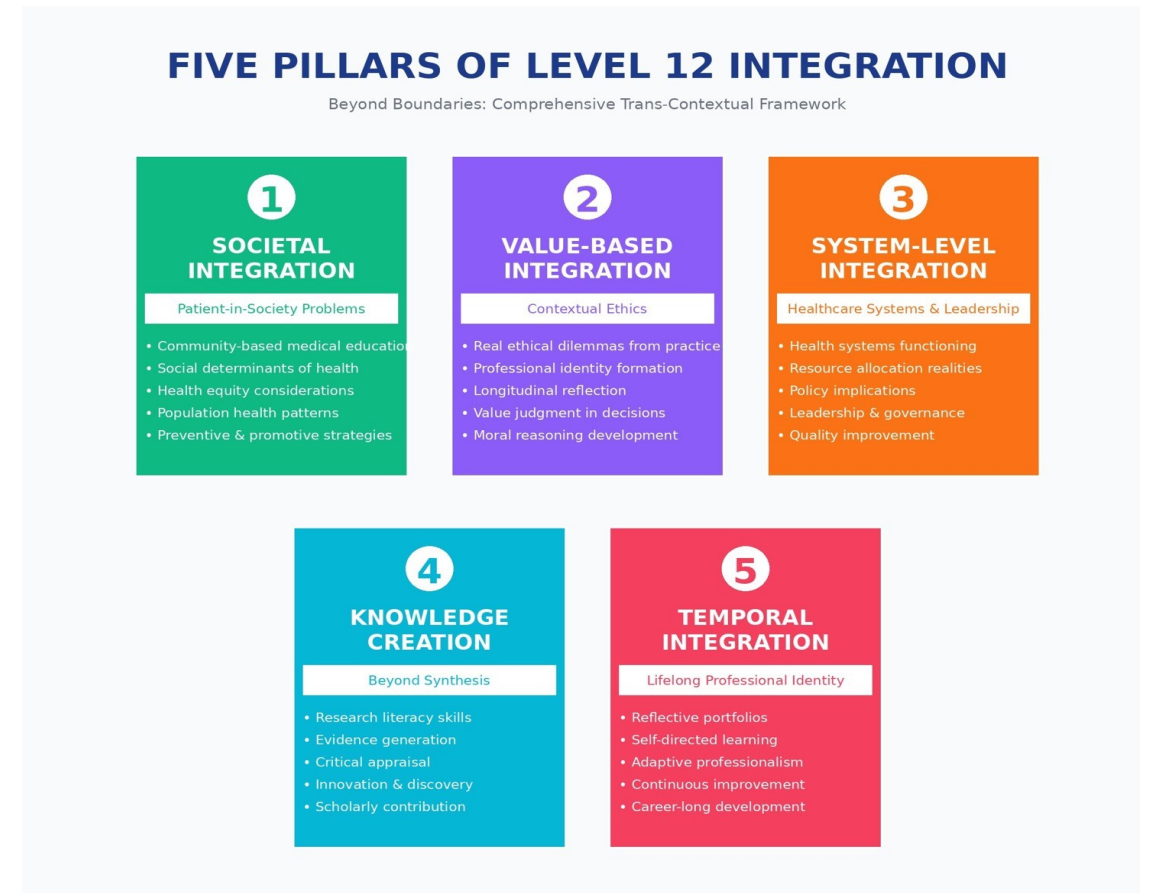 FIVE PILLARS OF LEVEL 12 INTEGRATION
Beyond Boundaries: Comprehensive Trans-Contextual Framework
1
SOCIETAL
INTEGRATION
Patient-in-Society Problems
• Community-based medical education
• Social determinants of health
• Health equity considerations
• Population health patterns
• Preventive & promotive strategies
2
VALUE-BASED
INTEGRATION
Contextual Ethics
• Real ethical dilemmas from practice
• Professional identity formation
• Longitudinal reflection
• Value judgment in decisions
• Moral reasoning development
3
SYSTEM-LEVEL
INTEGRATION
Healthcare Systems & Leadership
• Health systems functioning
• Resource allocation realities
• Policy implications
• Leadership & governance
• Quality improvement
4
KNOWLEDGE
CREATION
Beyond Synthesis
• Research literacy skills
• Evidence generation
• Critical appraisal
• Innovation & discovery
• Scholarly contribution
5
TEMPORAL
INTEGRATION
Lifelong Professional Identity
• Reflective portfolios
• Self-directed learning
• Adaptive professionalism
• Continuous improvement
• Career-long development